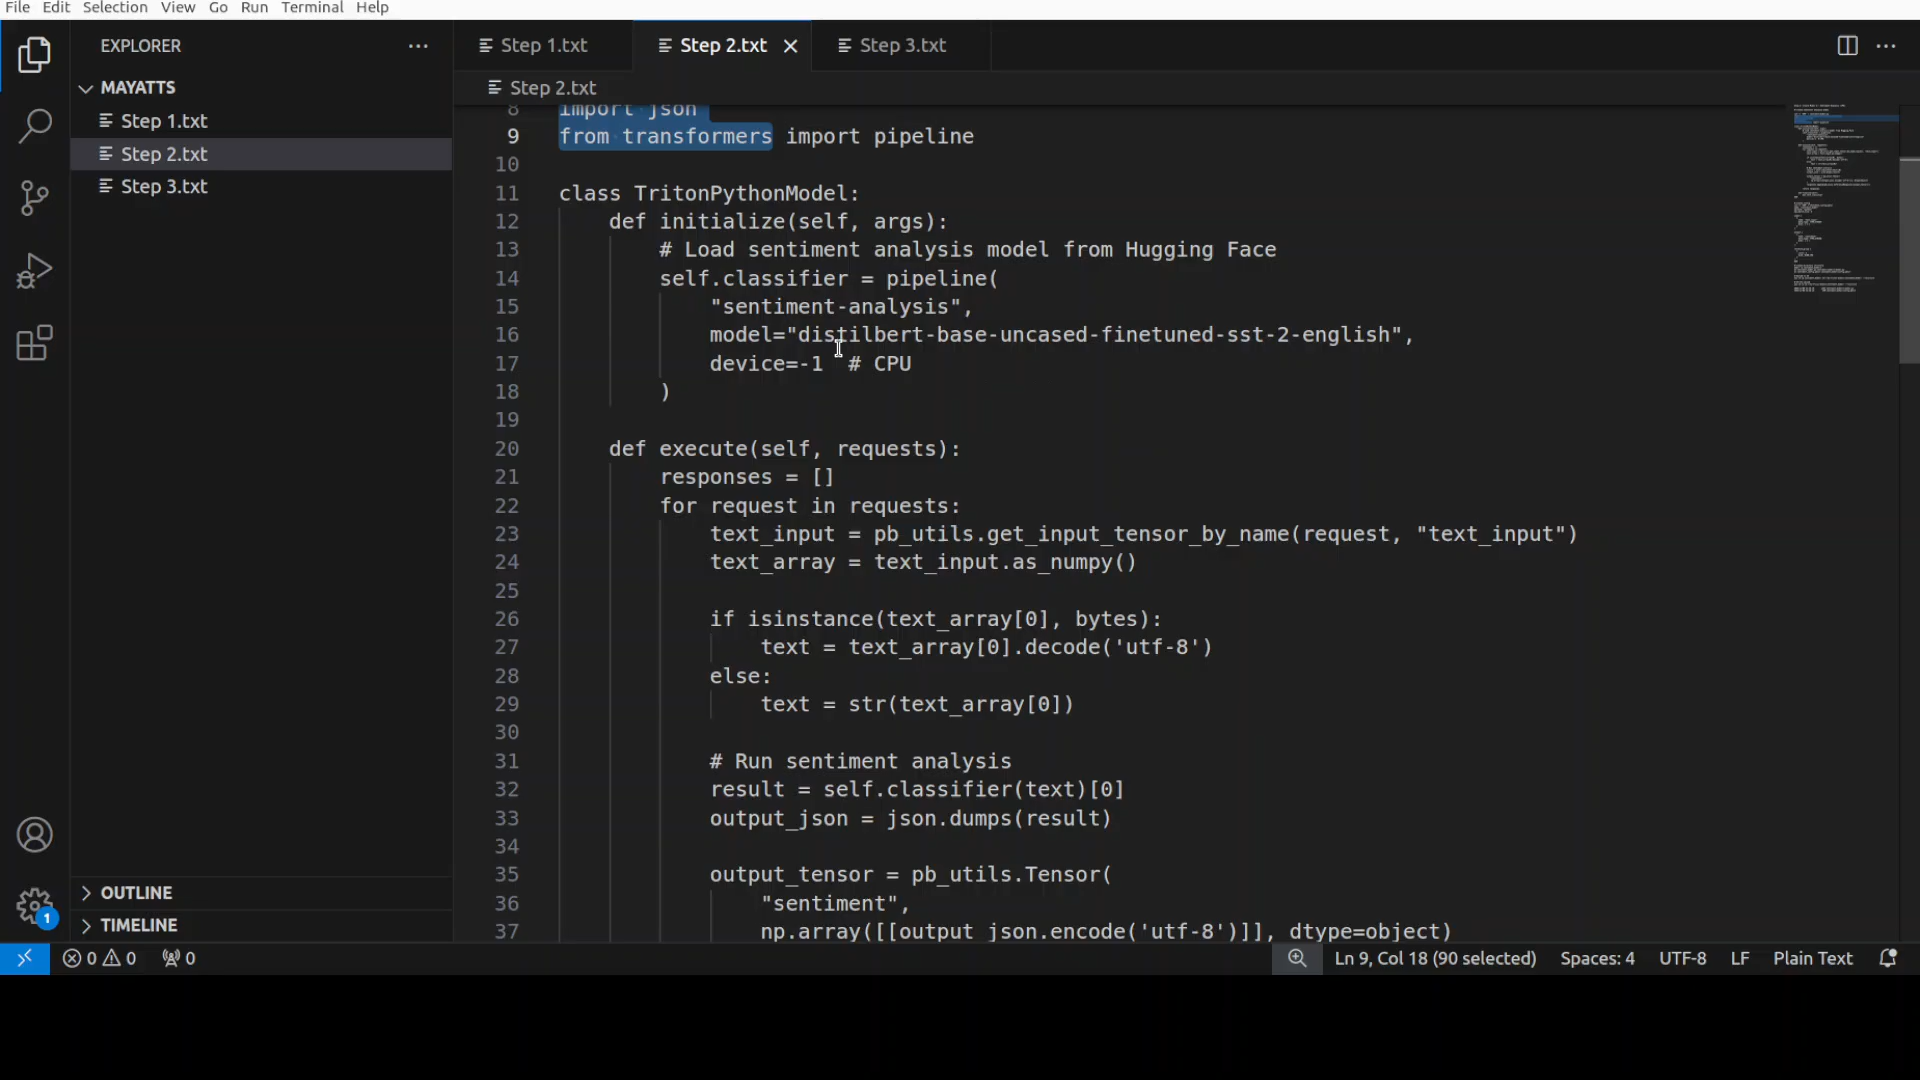 File Edit Selection View Go Run Terminal Help
EXPLORER
MAYATTS
Step 1.txt
Step 2.txt
Step 3.txt
OUTLINE
TIMELINE
Step 1.txt Step 2.txt Step 3.txt
Step 2.txt
8 import json
9 from transformers import pipeline
10
11 class TritonPythonModel:
12 def initialize(self, args):
13 # Load sentiment analysis model from Hugging Face
14 self.classifier = pipeline(
15 "sentiment-analysis",
16 model="distilbert-base-uncased-finetuned-sst-2-english",
17 device=-1 # CPU
18 )
19
20 def execute(self, requests):
21 responses = []
22 for request in requests:
23 text_input = pb_utils.get_input_tensor_by_name(request, "text_input")
24 text_array = text_input.as_numpy()
25
26 if isinstance(text_array[0], bytes):
27 text = text_array[0].decode('utf-8')
28 else:
29 text = str(text_array[0])
30
31 # Run sentiment analysis
32 result = self.classifier(text)[0]
33 output_json = json.dumps(result)
34
35 output_tensor = pb_utils.Tensor(
36 "sentiment",
37 np.array([[output_json.encode('utf-8')]], dtype=object)
1
0 0 0 Ln 9, Col 18 (90 selected) Spaces: 4 UTF-8 LF Plain Text